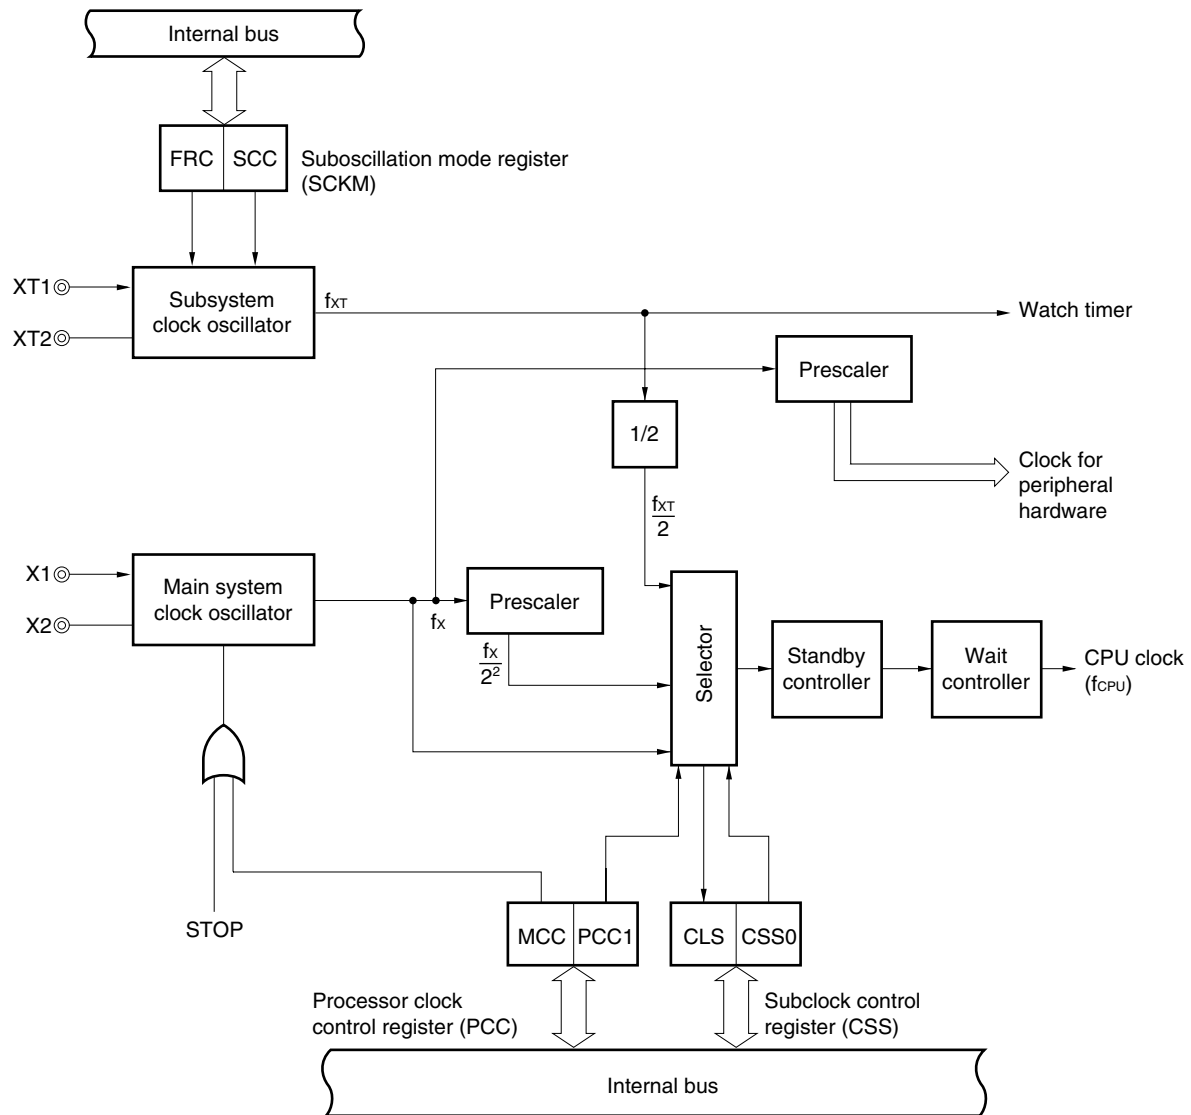 Internal bus
FRC
SCC
Suboscillation mode register
(SCKM)
XT1
XT2
Subsystem
clock oscillator
fXT
Watch timer
Prescaler
1/2
Clock for
peripheral
hardware
fXT
2
X1
X2
Main system
clock oscillator
fX
Prescaler
fX
2²
Selector
Standby
controller
Wait
controller
CPU clock
(fCPU)
STOP
MCC
PCC1
CLS
CSS0
Processor clock
control register (PCC)
Subclock control
register (CSS)
Internal bus